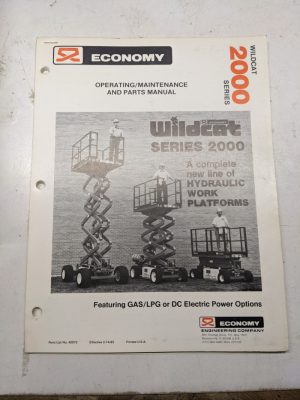 ECONOMY
WILDCAT
2000
SERIES
OPERATING/MAINTENANCE
AND PARTS MANUAL
Wildcat
SERIES 2000
A complete
new line of
HYDRAULIC
WORK
PLATFORMS
Featuring GAS/LPG or DC Electric Power Options
ECONOMY
ENGINEERING COMPANY
Printed U.S.A.